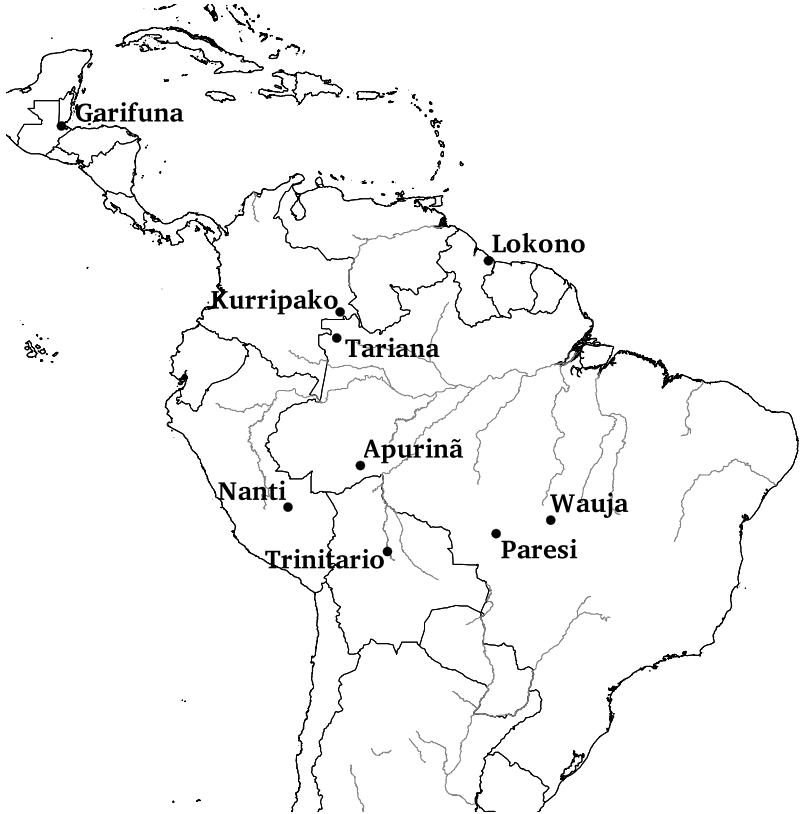 Garifuna
Lokono
Kurripako
Tariana
Apurinã
Nanti
Wauja
Paresi
Trinitario